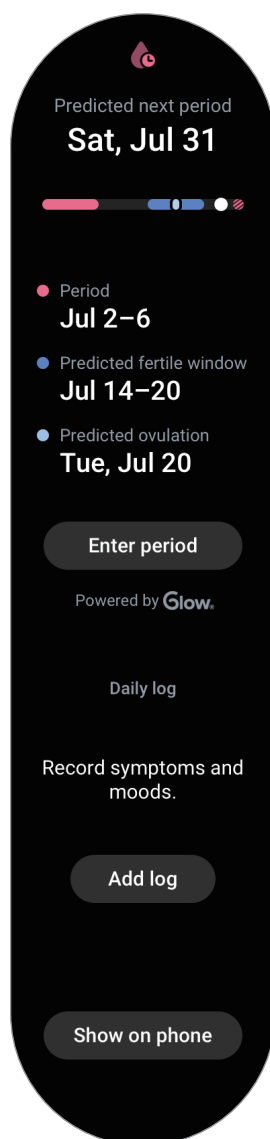 Predicted next period
Sat, Jul 31
Period
Jul 2–6
Predicted fertile window
Jul 14–20
Predicted ovulation
Tue, Jul 20
Enter period
Powered by Glow.
Daily log
Record symptoms and
moods.
Add log
Show on phone